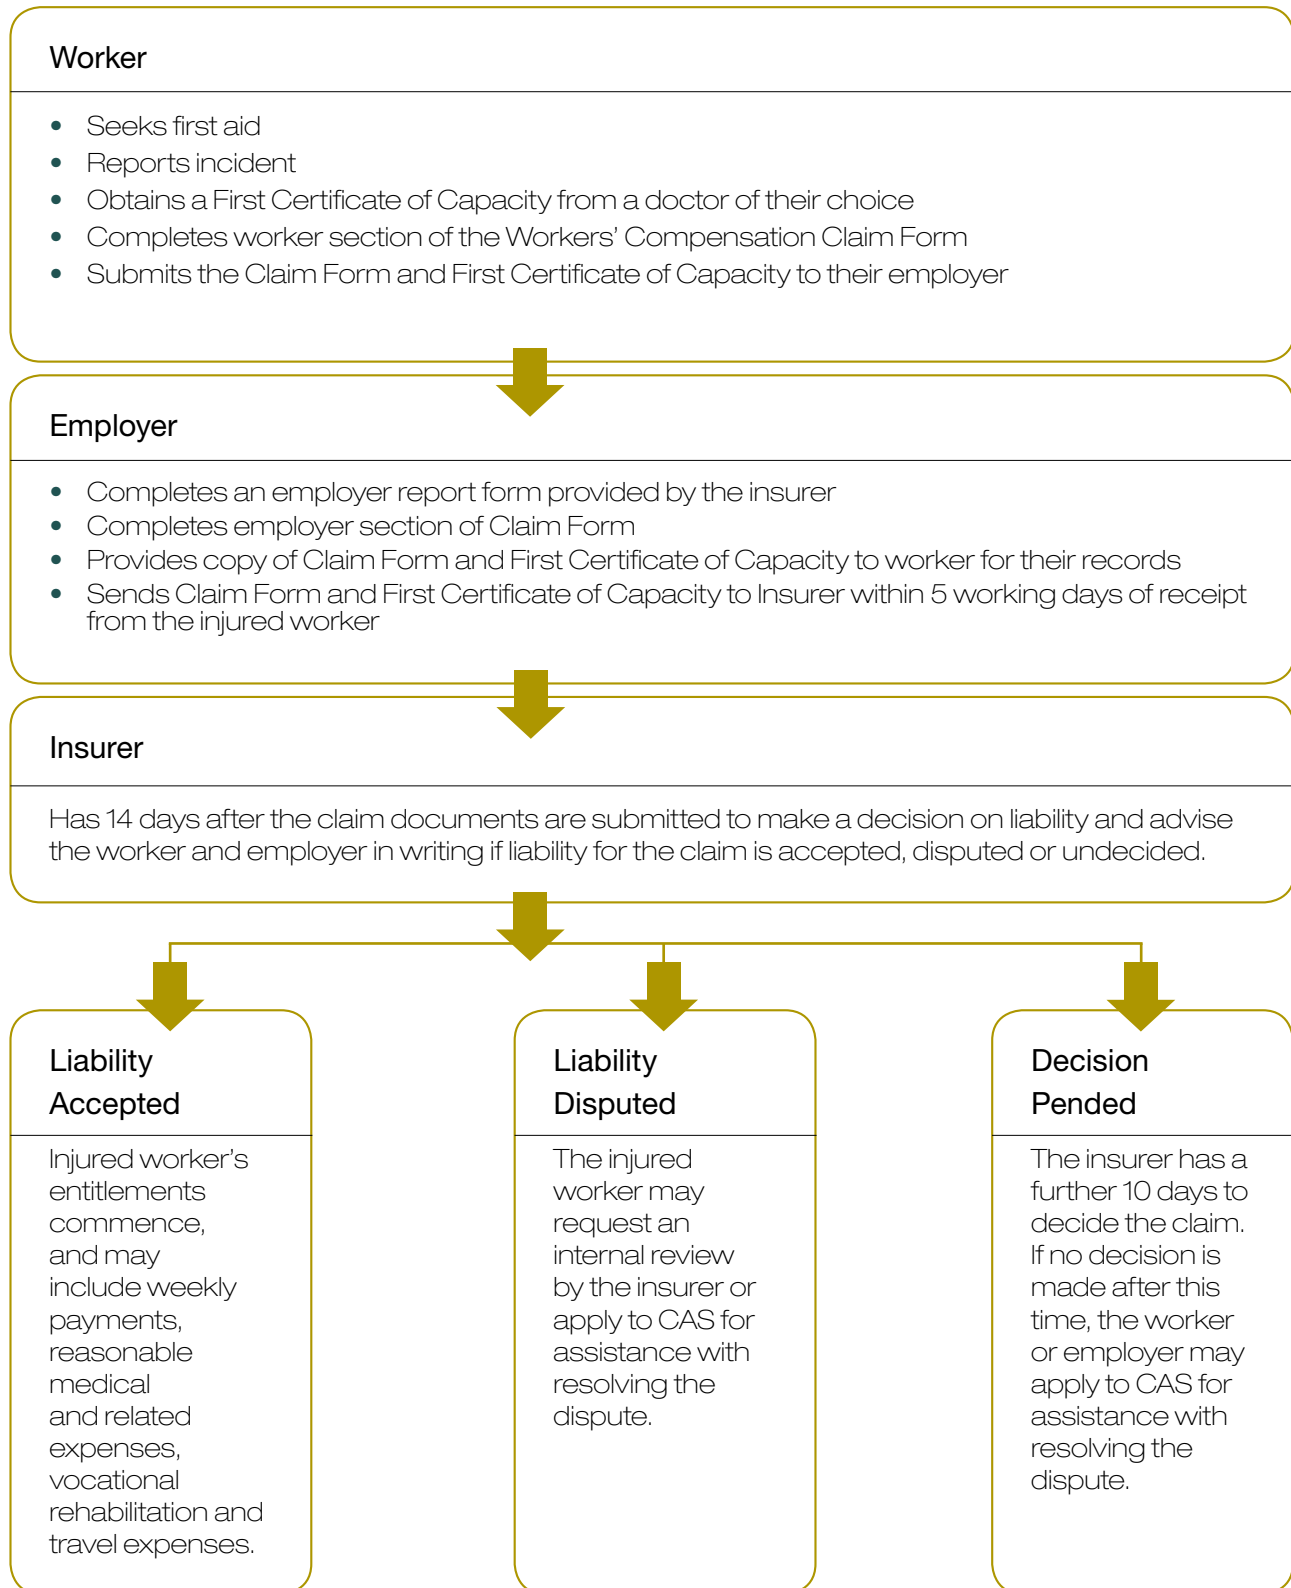 Worker
• Seeks first aid
• Reports incident
• Obtains a First Certificate of Capacity from a doctor of their choice
• Completes worker section of the Workers’ Compensation Claim Form
• Submits the Claim Form and First Certificate of Capacity to their employer
Employer
• Completes an employer report form provided by the insurer
• Completes employer section of Claim Form
• Provides copy of Claim Form and First Certificate of Capacity to worker for their records
• Sends Claim Form and First Certificate of Capacity to Insurer within 5 working days of receipt
from the injured worker
Insurer
Has 14 days after the claim documents are submitted to make a decision on liability and advise
the worker and employer in writing if liability for the claim is accepted, disputed or undecided.
Liability
Accepted
Injured worker’s
entitlements
commence,
and may
include weekly
payments,
reasonable
medical
and related
expenses,
vocational
rehabilitation and
travel expenses.
Liability
Disputed
The injured
worker may
request an
internal review
by the insurer or
apply to CAS for
assistance with
resolving the
dispute.
Decision
Pended
The insurer has a
further 10 days to
decide the claim.
If no decision is
made after this
time, the worker
or employer may
apply to CAS for
assistance with
resolving the
dispute.